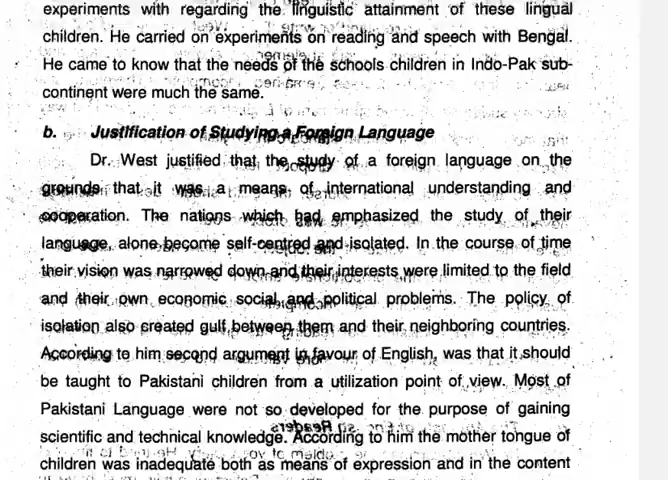 experiments with regarding the linguistic attainment of these lingual
children. He carried on experiments on reading and speech with Bengal.
He came to know that the needs of the schools children in Indo-Pak sub-
continent were much the same.
b. Justification of Studying a Foreign Language
Dr. West justified that the study of a foreign language on the
grounds that it was a means of international understanding and
cooperation. The nations which had emphasized the study of their
language, alone become self-centred and isolated. In the course of time
their vision was narrowed down and their interests were limited to the field
and their own economic social and political problems. The policy of
isolation also created gulf between them and their neighboring countries.
According to him second argument in favour of English, was that it should
be taught to Pakistani children from a utilization point of view. Most of
Pakistani Language were not so developed for the purpose of gaining
scientific and technical knowledge. According to him the mother tongue of
children was inadequate both as means of expression and in the content